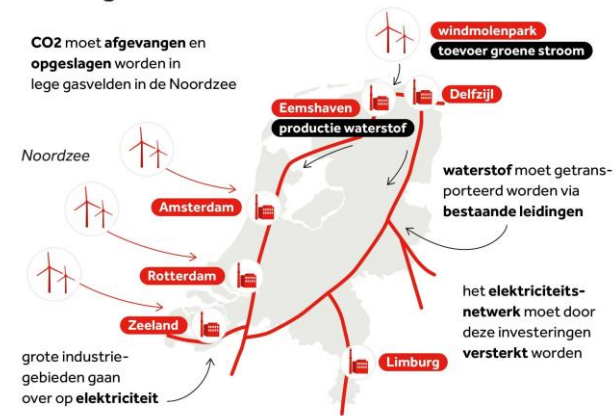 CO2 moet afgevangen en
opgeslagen worden in
lege gasvelden in de Noordzee
windmolenpark
toevoer groene stroom
Eemshaven
productie waterstof
Delfzijl
Noordzee
Amsterdam
waterstof moet getrans-
porteerd worden via
bestaande leidingen
Rotterdam
Zeeland
het elektriciteits-
netwerk moet door
deze investeringen
versterkt worden
grote industrie-
gebieden gaan
over op elektriciteit
Limburg